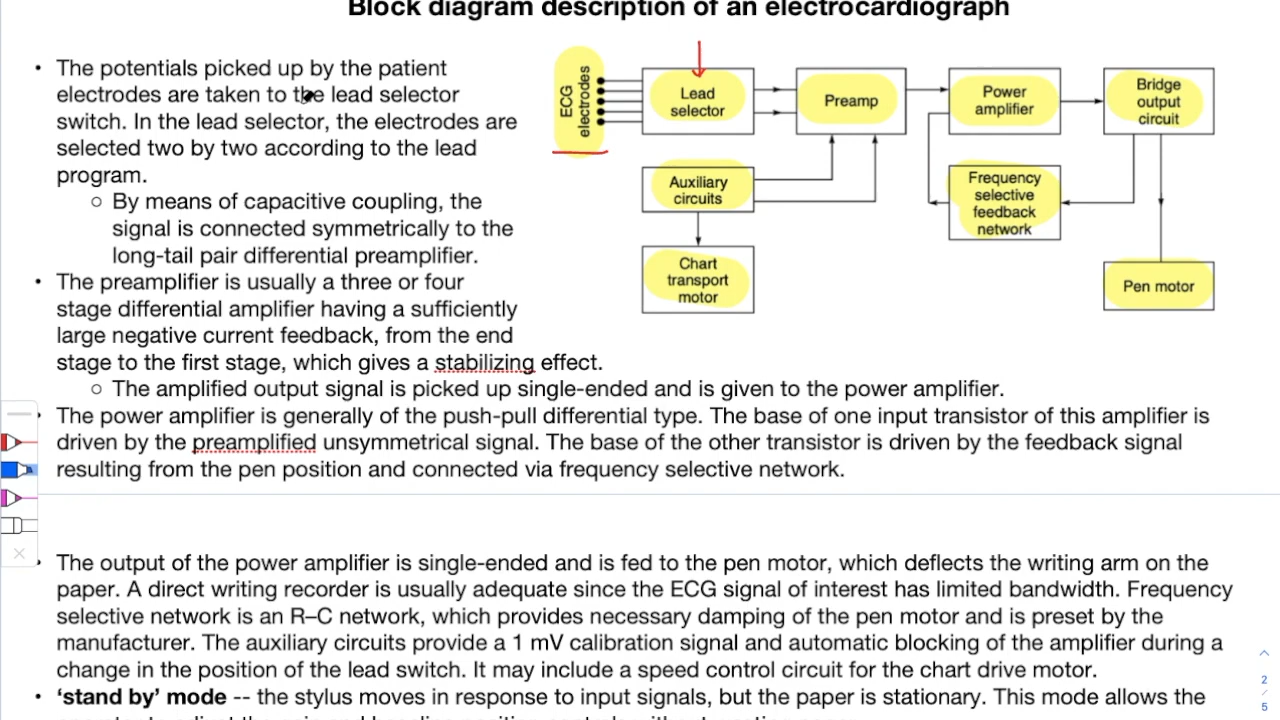 Block diagram description of an electrocardiograph
• The potentials picked up by the patient
electrodes are taken to the lead selector
switch. In the lead selector, the electrodes are
selected two by two according to the lead
program.
○ By means of capacitive coupling, the
signal is connected symmetrically to the
long-tail pair differential preamplifier.
• The preamplifier is usually a three or four
stage differential amplifier having a sufficiently
large negative current feedback, from the end
stage to the first stage, which gives a stabilizing effect.
○ The amplified output signal is picked up single-ended and is given to the power amplifier.
ECG
electrodes
Lead
selector
Preamp
Power
amplifier
Bridge
output
circuit
Auxiliary
circuits
Frequency
selective
feedback
network
Chart
transport
motor
Pen motor
• The power amplifier is generally of the push-pull differential type. The base of one input transistor of this amplifier is
driven by the preamplified unsymmetrical signal. The base of the other transistor is driven by the feedback signal
resulting from the pen position and connected via frequency selective network.
• The output of the power amplifier is single-ended and is fed to the pen motor, which deflects the writing arm on the
paper. A direct writing recorder is usually adequate since the ECG signal of interest has limited bandwidth. Frequency
selective network is an R–C network, which provides necessary damping of the pen motor and is preset by the
manufacturer. The auxiliary circuits provide a 1 mV calibration signal and automatic blocking of the amplifier during a
change in the position of the lead switch. It may include a speed control circuit for the chart drive motor.
• ‘stand by’ mode -- the stylus moves in response to input signals, but the paper is stationary. This mode allows the
2
/
5